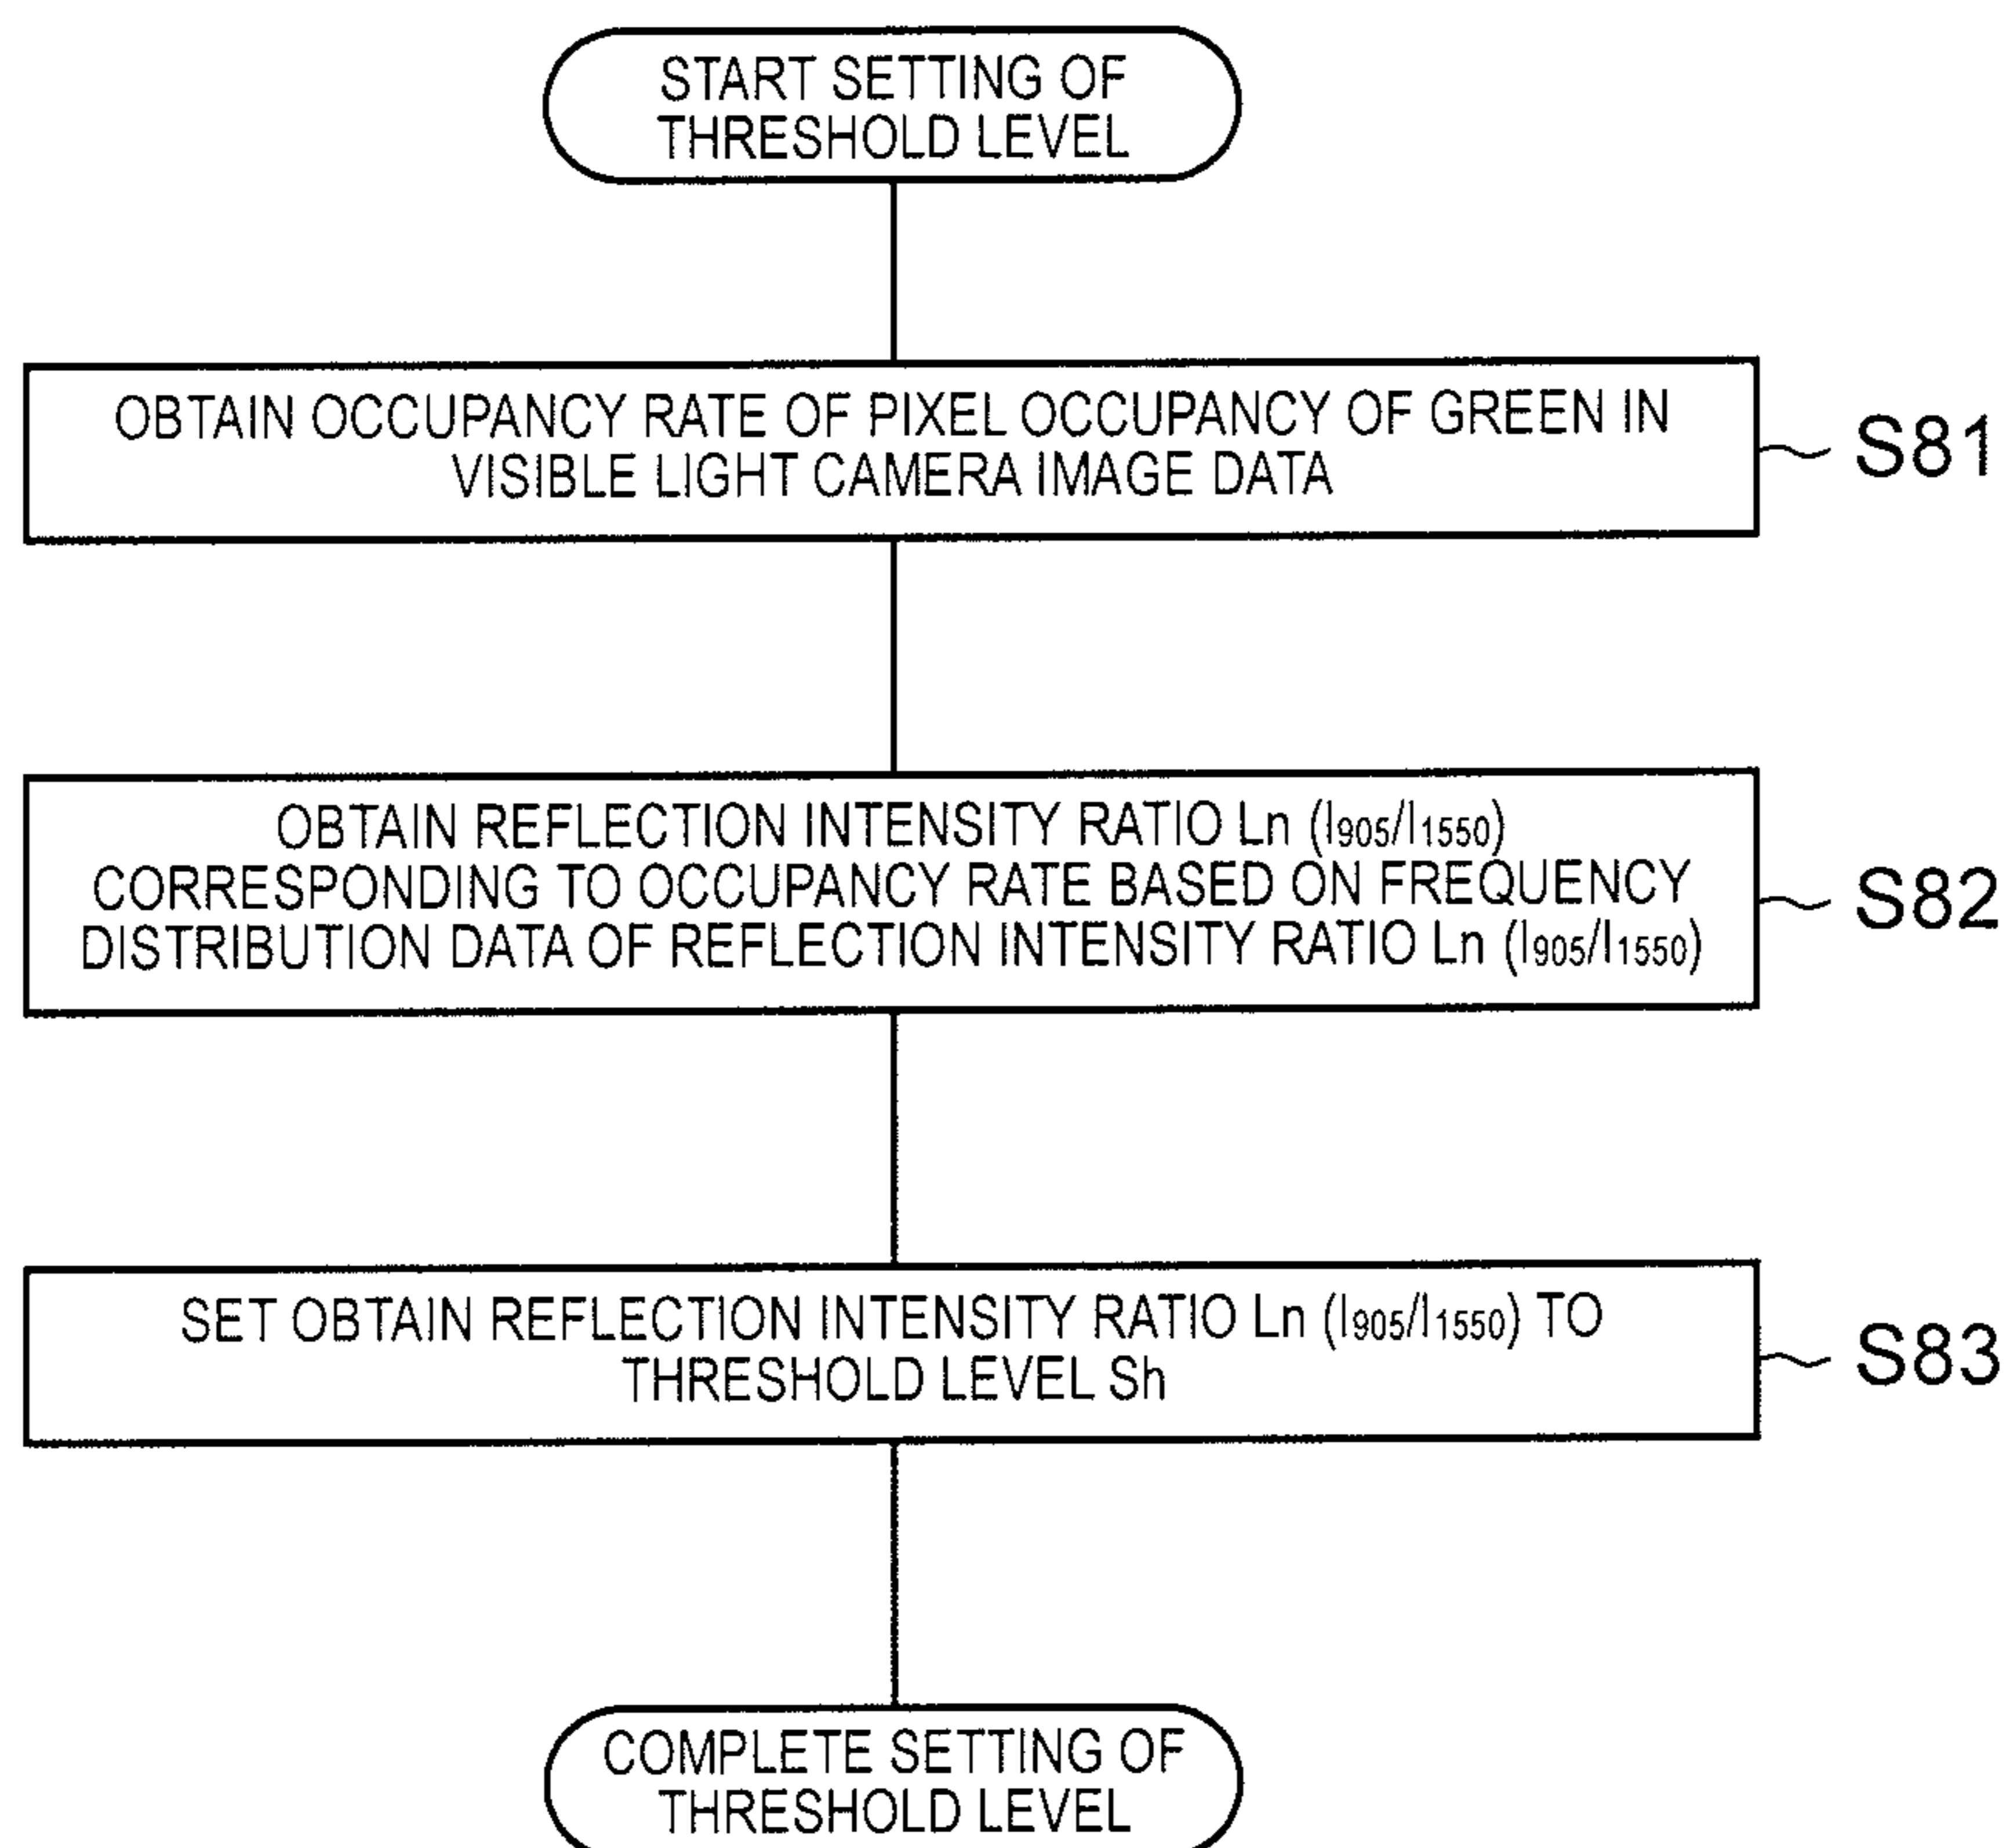 START SETTING OF
THRESHOLD LEVEL
OBTAIN OCCUPANCY RATE OF PIXEL OCCUPANCY OF GREEN IN
VISIBLE LIGHT CAMERA IMAGE DATA
S81
OBTAIN REFLECTION INTENSITY RATIO Ln (I905/I1550)
CORRESPONDING TO OCCUPANCY RATE BASED ON FREQUENCY
DISTRIBUTION DATA OF REFLECTION INTENSITY RATIO Ln (I905/I1550)
S82
SET OBTAIN REFLECTION INTENSITY RATIO Ln (I905/I1550) TO
THRESHOLD LEVEL Sh
S83
COMPLETE SETTING OF
THRESHOLD LEVEL